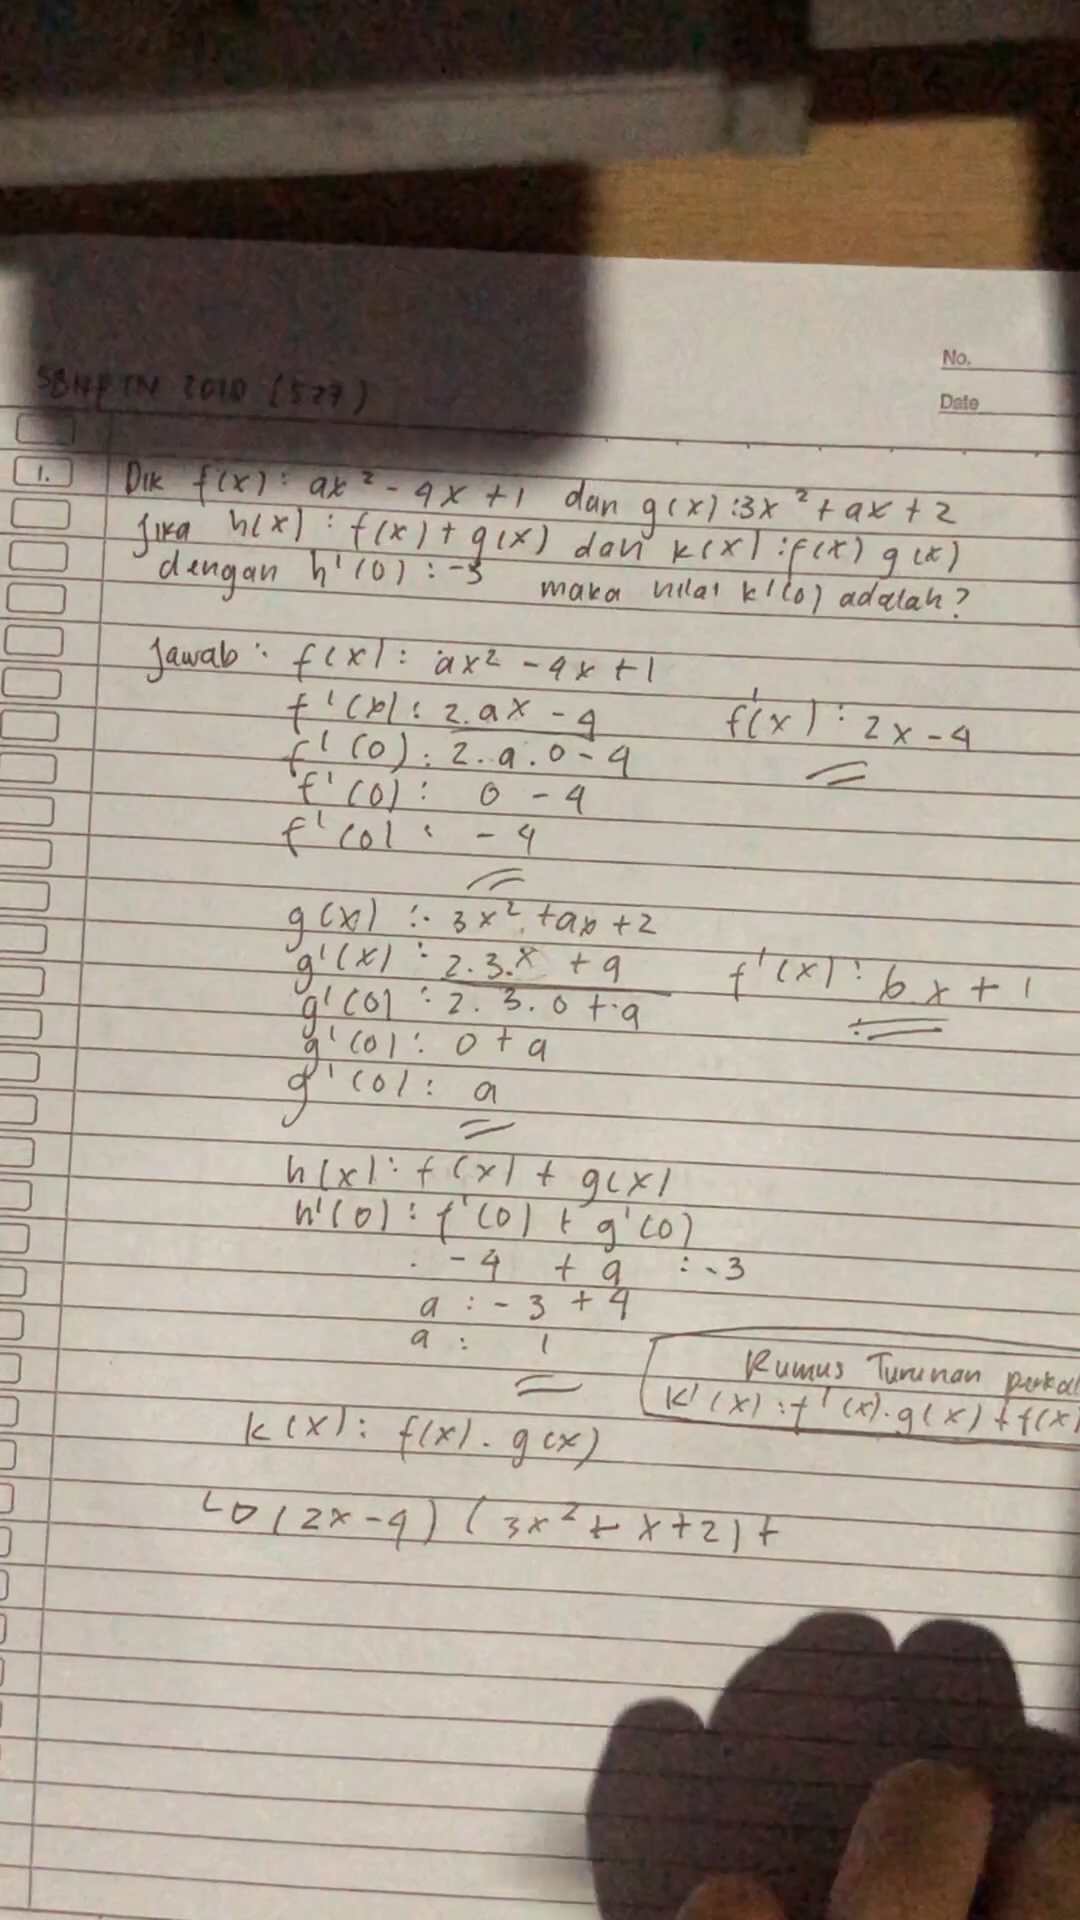 No.
Date
SBMPTN 2018 (527)
1. Dik f(x) : ax² - 4x + 1 dan g(x) : 3x² + ax + 2
Jika h(x) : f(x) + g(x) dan k(x) : f(x) g(x)
dengan h'(0) : -3 maka nilai k'(0) adalah?
Jawab : f(x) : ax² - 4x + 1
f'(x) : 2.ax - 4 f'(x) : 2x - 4
f'(0) : 2.a.0 - 4
f'(0) : 0 - 4
f'(0) : - 4
g(x) : 3x² + ax + 2
g'(x) : 2.3.x + a f'(x) : 6x + 1
g'(0) : 2.3.0 + a
g'(0) : 0 + a
g'(0) : a
h(x) : f(x) + g(x)
h'(0) : f'(0) + g'(0)
: -4 + a : -3
a : -3 + 4
a : 1
Rumus Turunan
k'(x) : f'(x).g(x) + f(x)
k(x) : f(x) . g(x)
(2x - 4) (3x² + x + 2) +